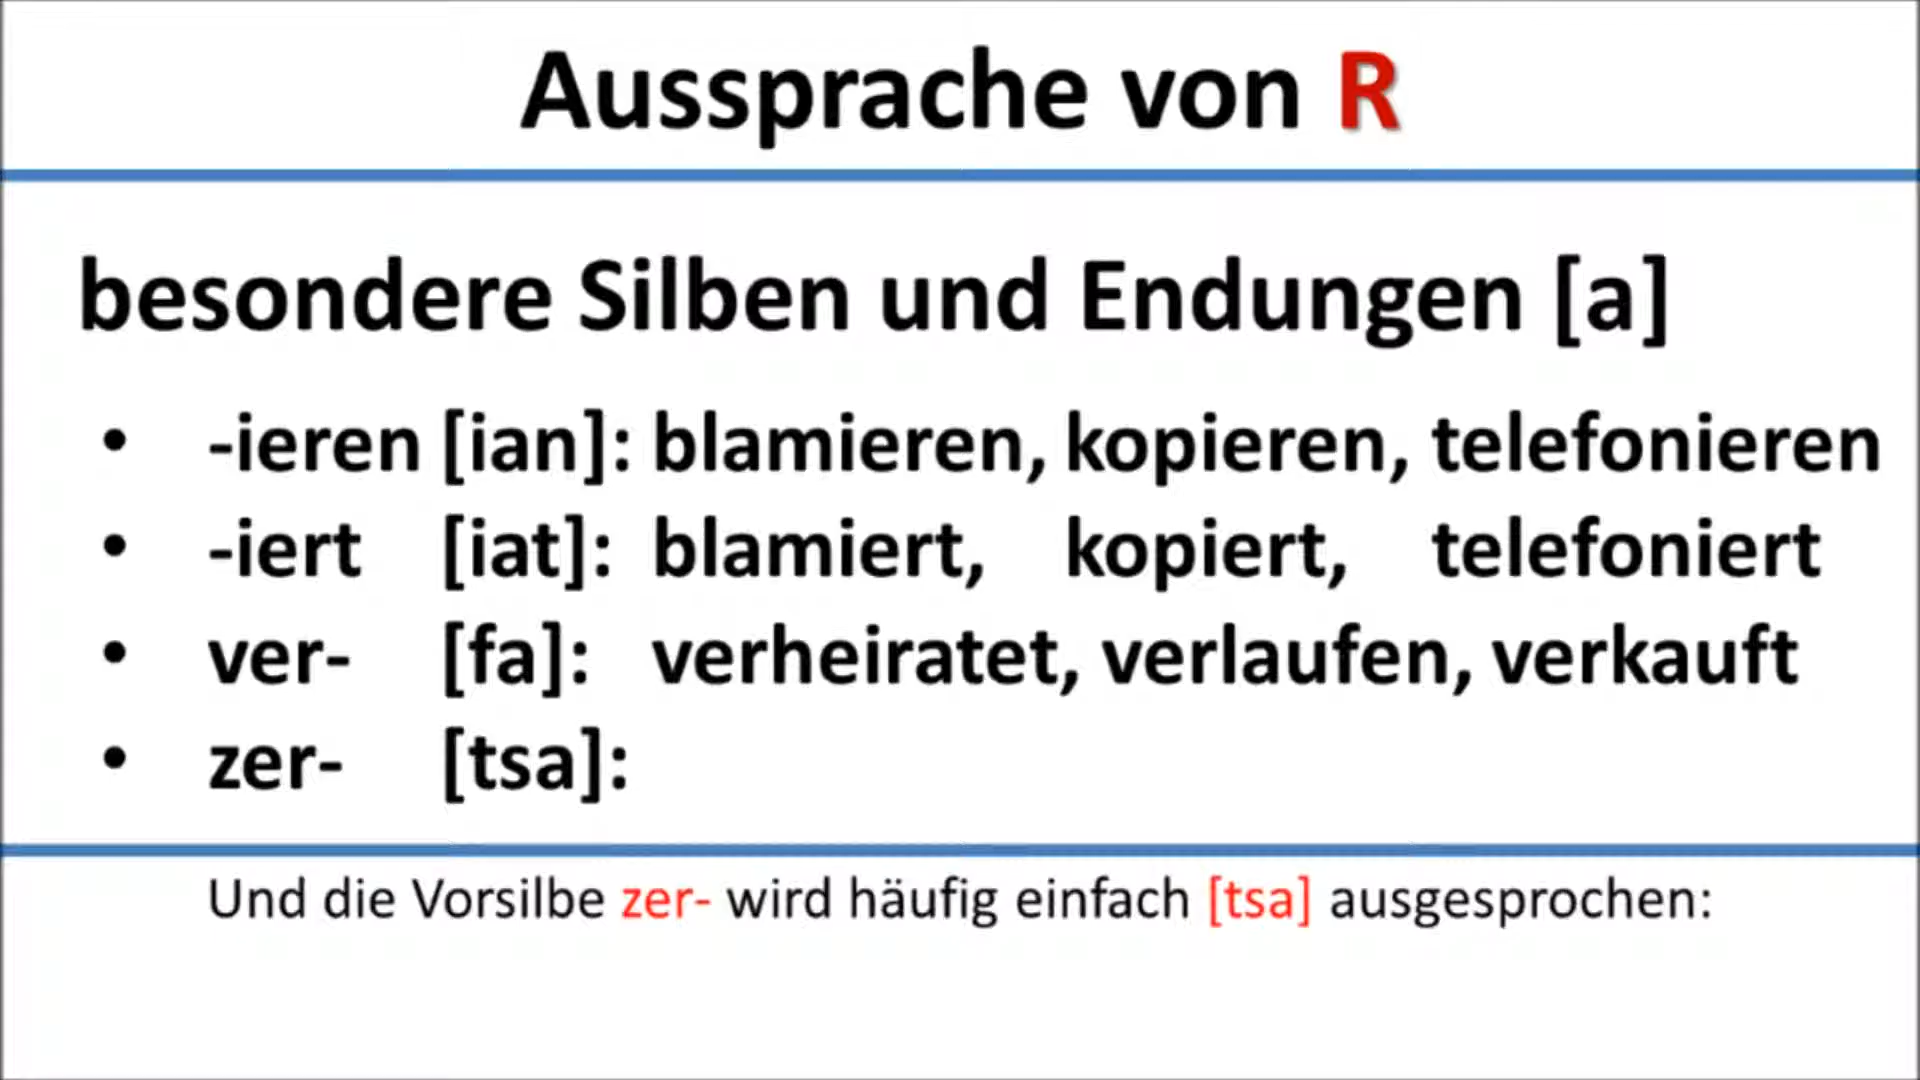 Aussprache von R
besondere Silben und Endungen [a]
• -ieren [ian]: blamieren, kopieren, telefonieren
• -iert [iat]: blamiert, kopiert, telefoniert
• ver- [fa]: verheiratet, verlaufen, verkauft
• zer- [tsa]:
Und die Vorsilbe zer- wird häufig einfach [tsa] ausgesprochen: